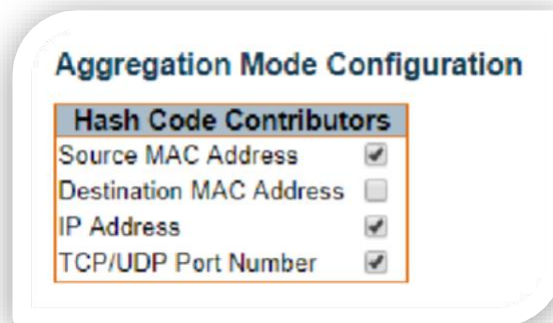 Aggregation Mode Configuration
Hash Code Contributors
Source MAC Address
Destination MAC Address
IP Address
TCP/UDP Port Number